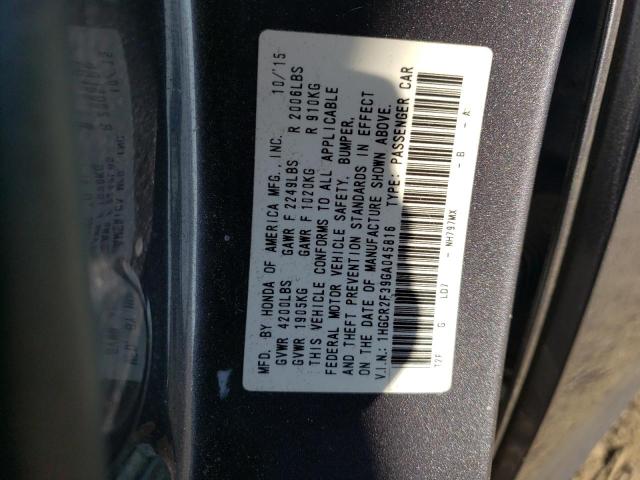 MFD. BY HONDA OF AMERICA MFG. INC. 10/'15
GVWR 4200LBS GAWR F 2249LBS R 2006LBS
GVWR 1905KG GAWR F 1020KG R 910KG
THIS VEHICLE CONFORMS TO ALL APPLICABLE
FEDERAL MOTOR VEHICLE SAFETY, BUMPER,
AND THEFT PREVENTION STANDARDS IN EFFECT
ON THE DATE OF MANUFACTURE SHOWN ABOVE.
V.I.N.: 1HGCR2F39GA045816 TYPE: PASSENGER CAR
T2F G LD7 - NH797MX - B - A